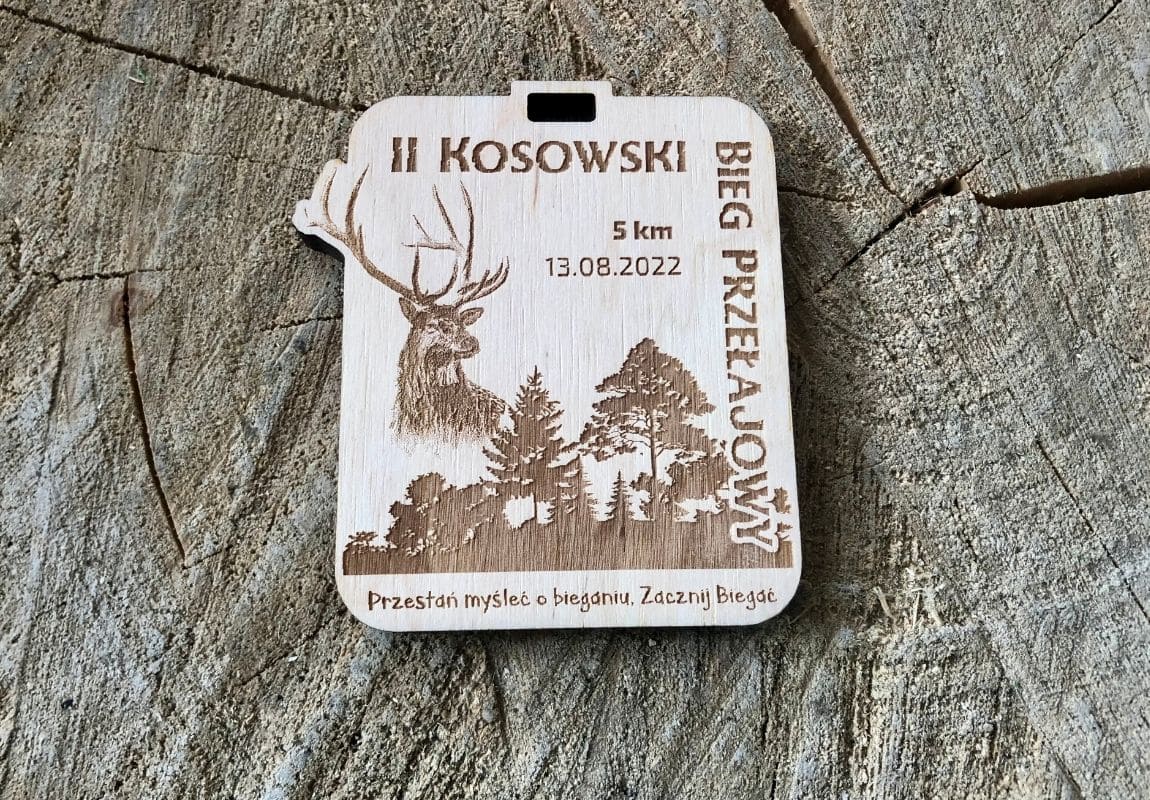 II KOSOWSKI
BIEG PRZEŁAJOWY
5 km
13.08.2022
Przestań myśleć o bieganiu, Zacznij Biegać